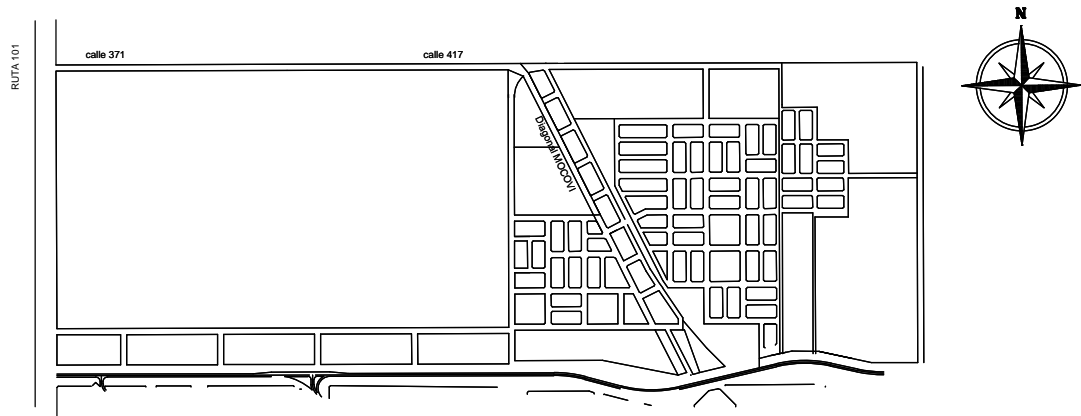 N
RUTA 101
calle 371
calle 417
Diagonal MOCOVI